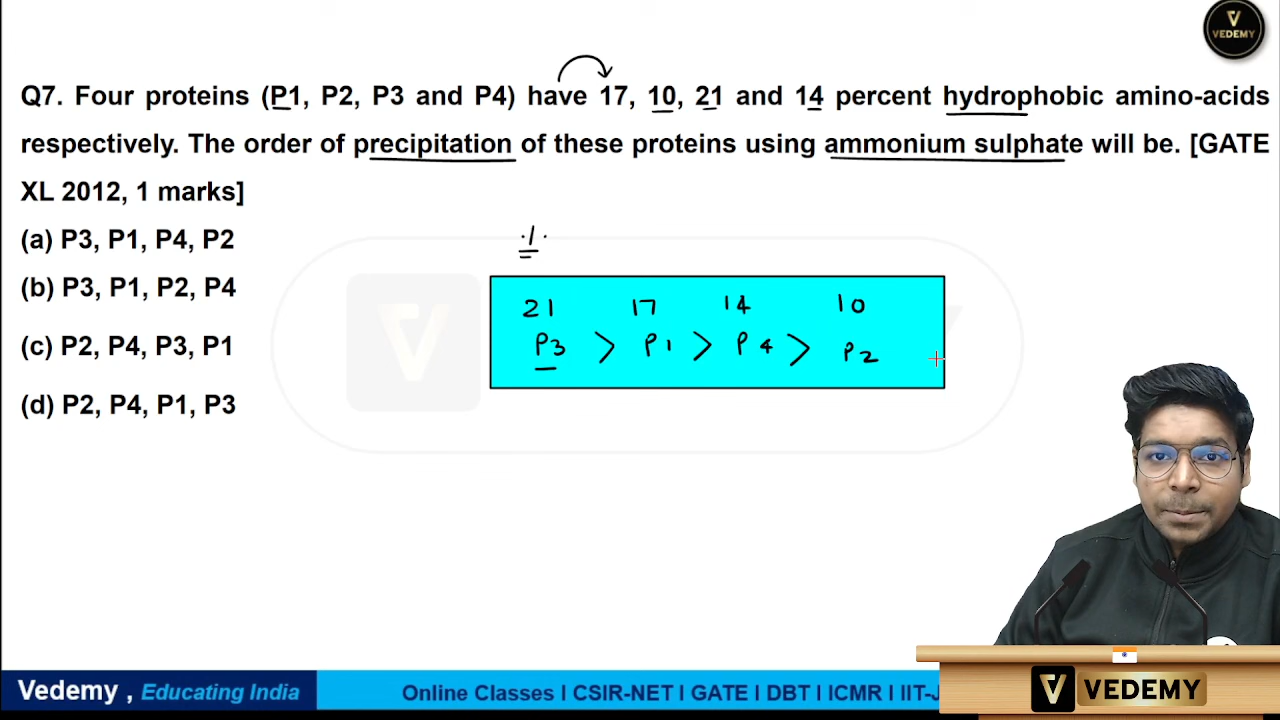 VEDEMY
Q7. Four proteins (P1, P2, P3 and P4) have 17, 10, 21 and 14 percent hydrophobic amino-acids
respectively. The order of precipitation of these proteins using ammonium sulphate will be. [GATE
XL 2012, 1 marks]
(a) P3, P1, P4, P2
(b) P3, P1, P2, P4
(c) P2, P4, P3, P1
(d) P2, P4, P1, P3
21 17 14 10
P3 > P1 > P4 > P2
Vedemy , Educating India
Online Classes I CSIR-NET I GATE I DBT I ICMR I IIT-J
VEDEMY